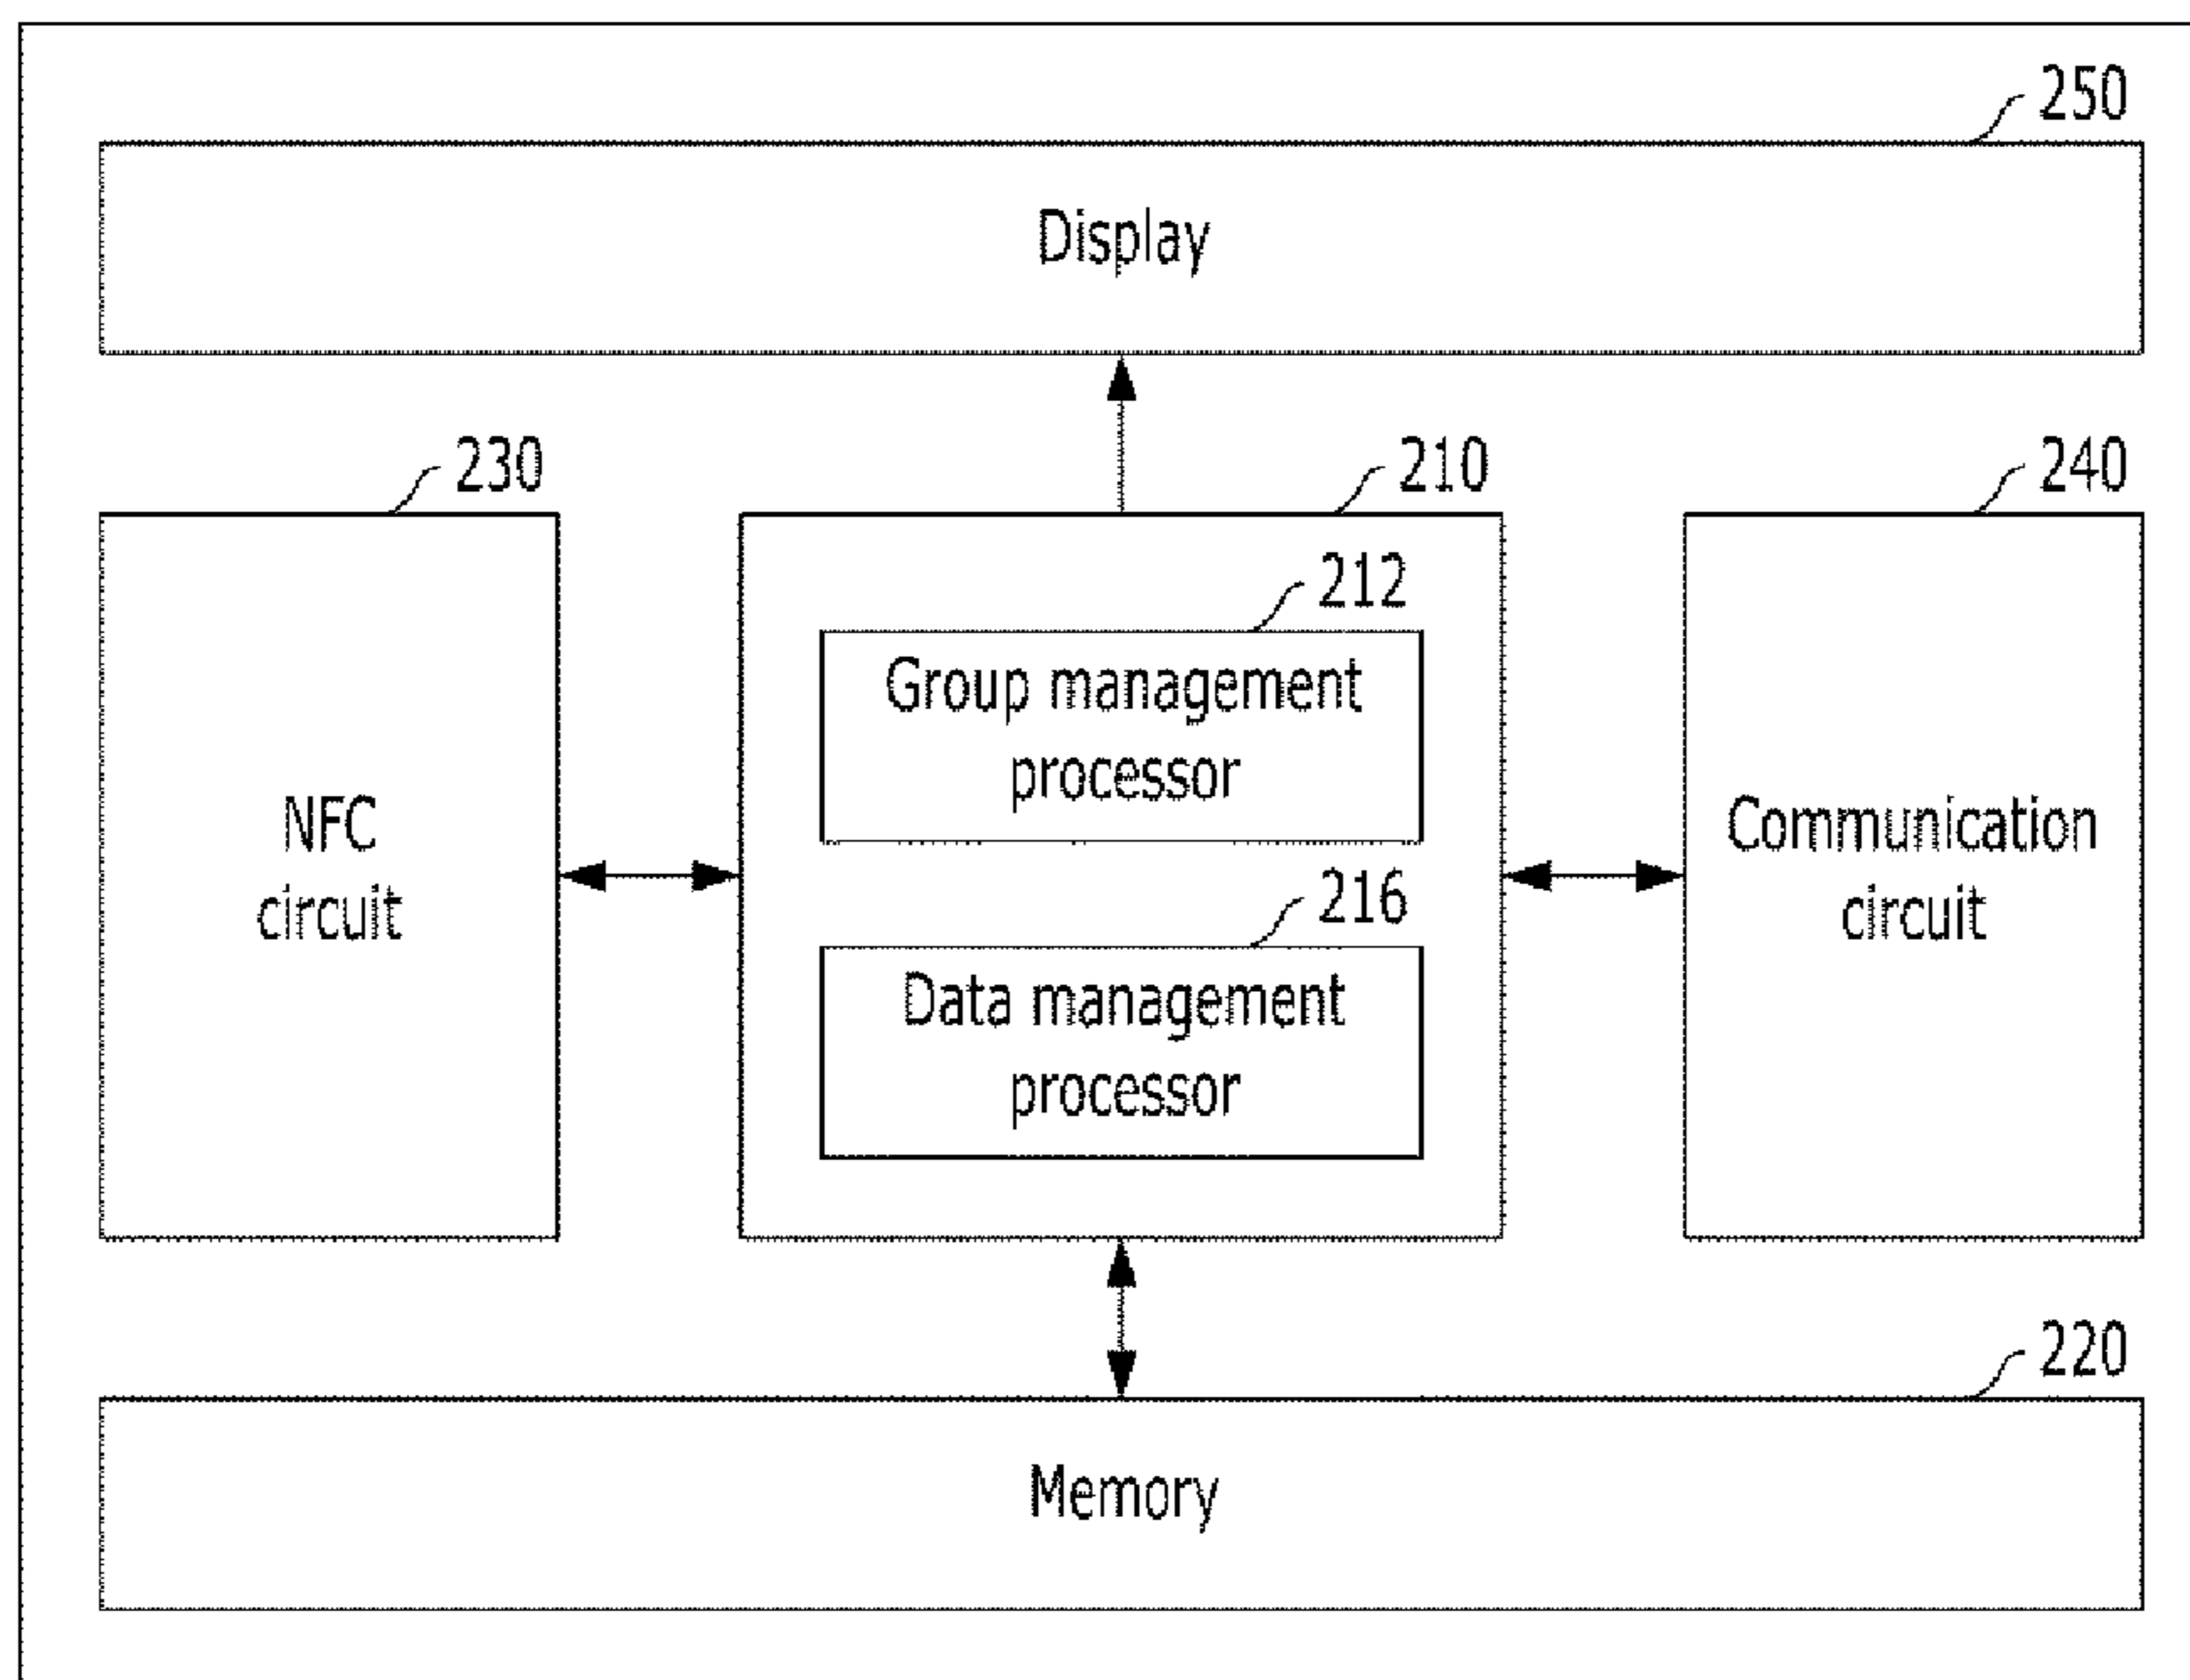 250
Display
230
210
240
212
Group management
processor
NFC
circuit
Communication
circuit
216
Data management
processor
220
Memory